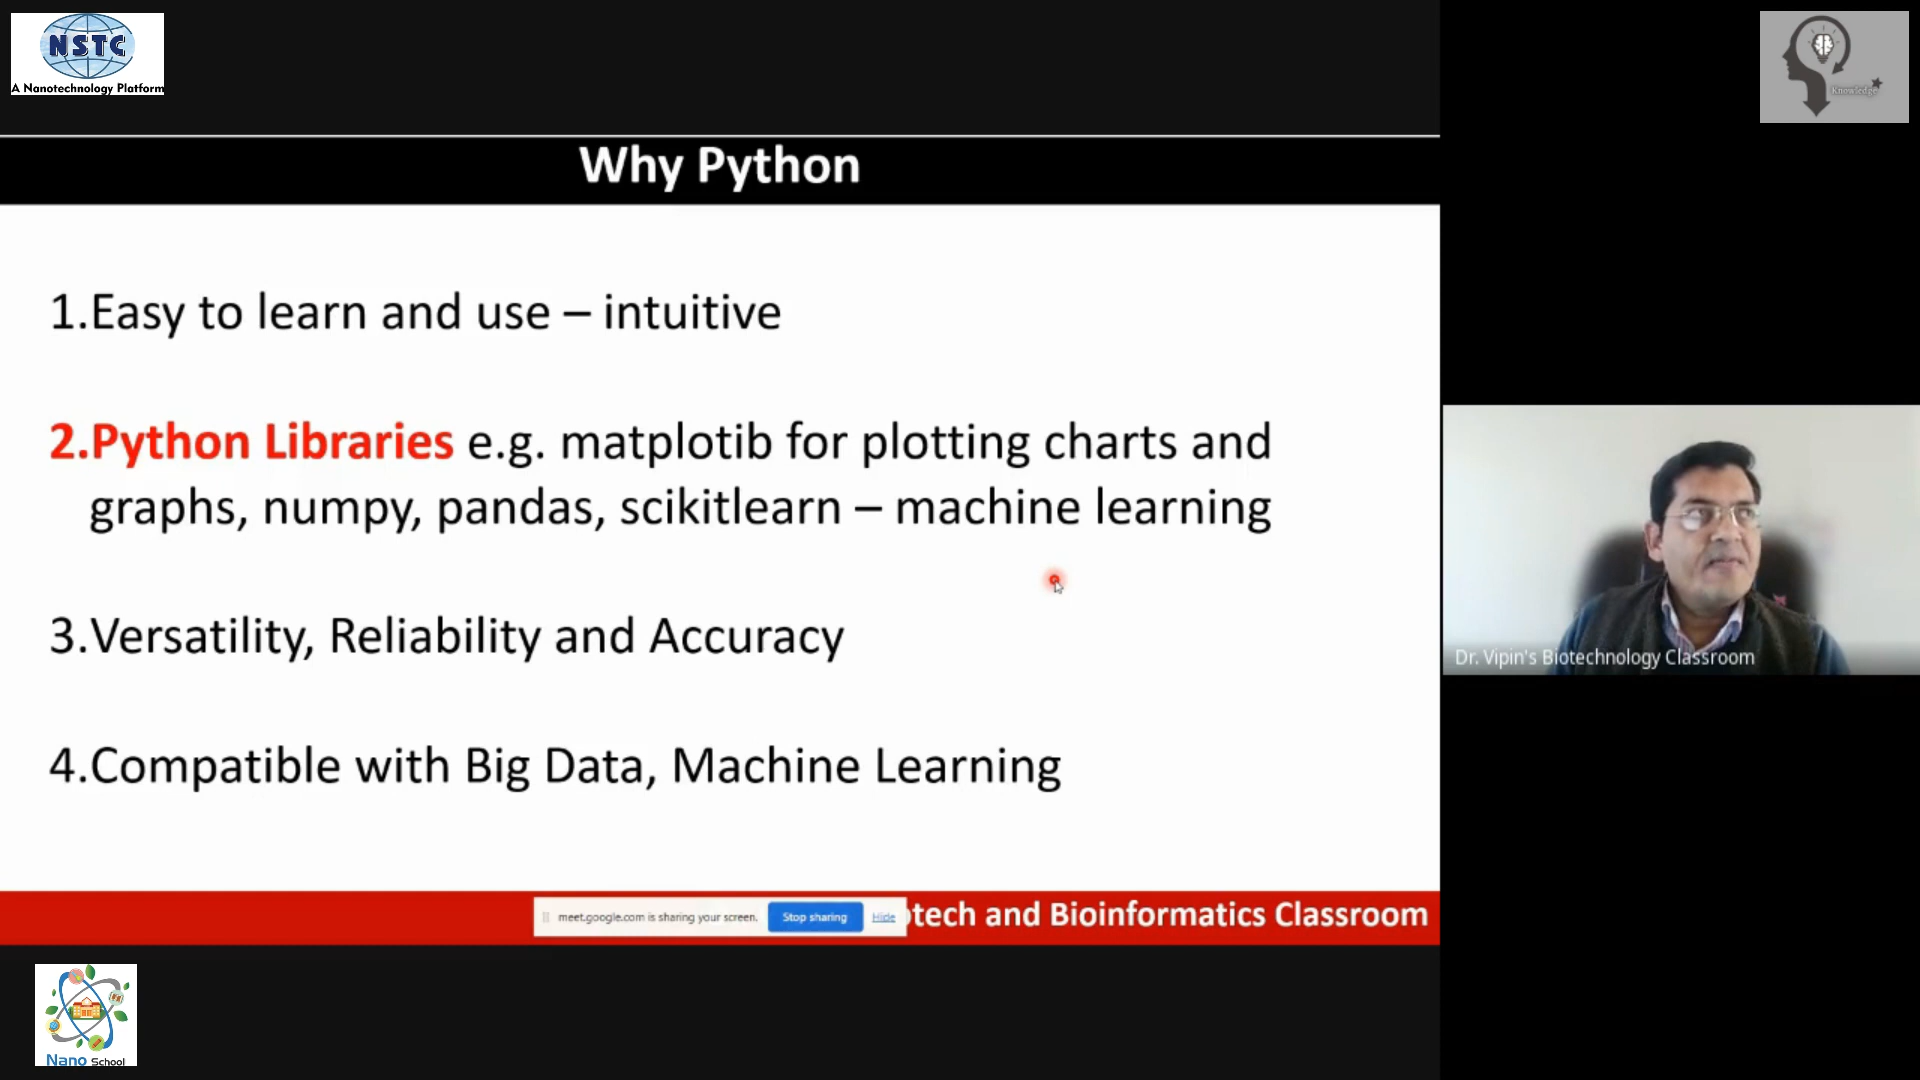 NSTC
A Nanotechnology Platform
Knowledge
Why Python
1.Easy to learn and use – intuitive
2.Python Libraries e.g. matplotib for plotting charts and
graphs, numpy, pandas, scikitlearn – machine learning
3.Versatility, Reliability and Accuracy
Dr. Vipin's Biotechnology Classroom
4.Compatible with Big Data, Machine Learning
meet.google.com is sharing your screen. Stop sharing Hide
tech and Bioinformatics Classroom
Nano School